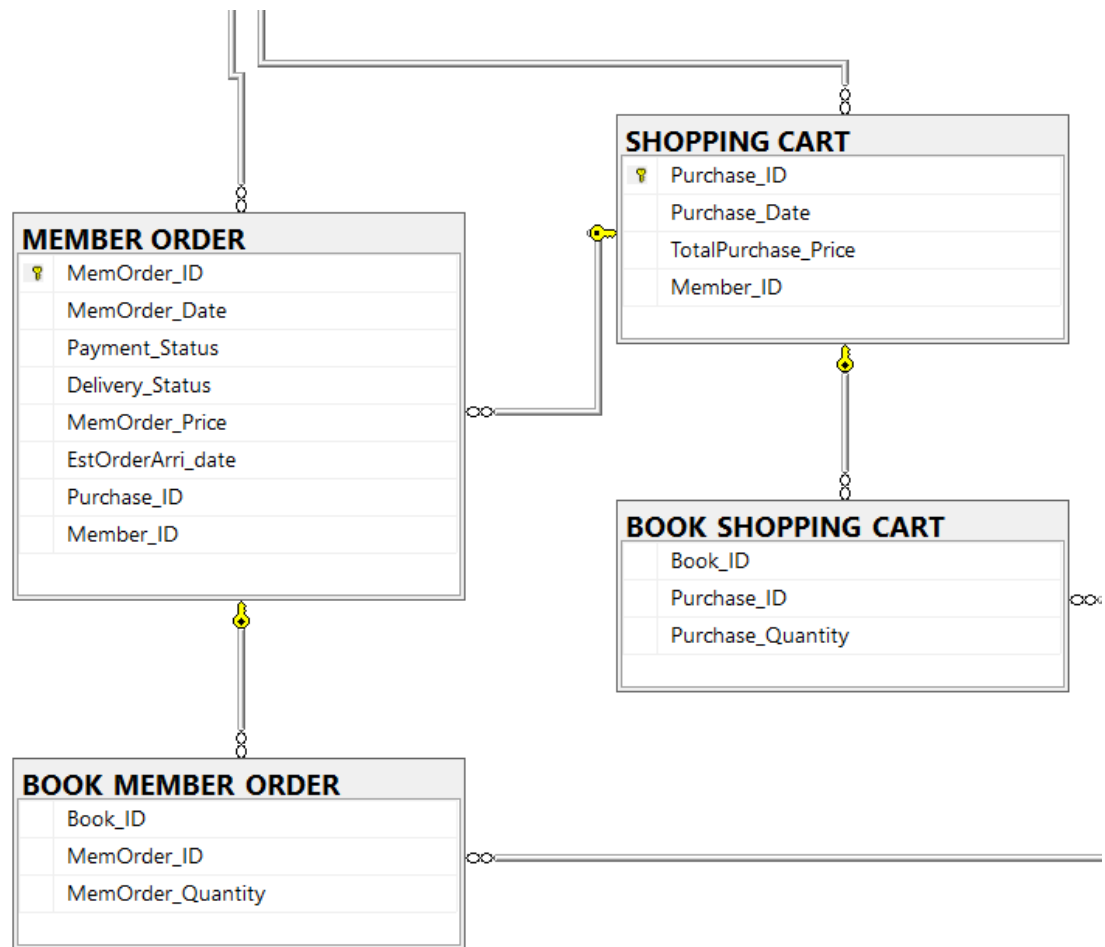 SHOPPING CART
Purchase_ID
Purchase_Date
TotalPurchase_Price
Member_ID
MEMBER ORDER
MemOrder_ID
MemOrder_Date
Payment_Status
Delivery_Status
MemOrder_Price
EstOrderArri_date
Purchase_ID
Member_ID
BOOK SHOPPING CART
Book_ID
Purchase_ID
Purchase_Quantity
BOOK MEMBER ORDER
Book_ID
MemOrder_ID
MemOrder_Quantity